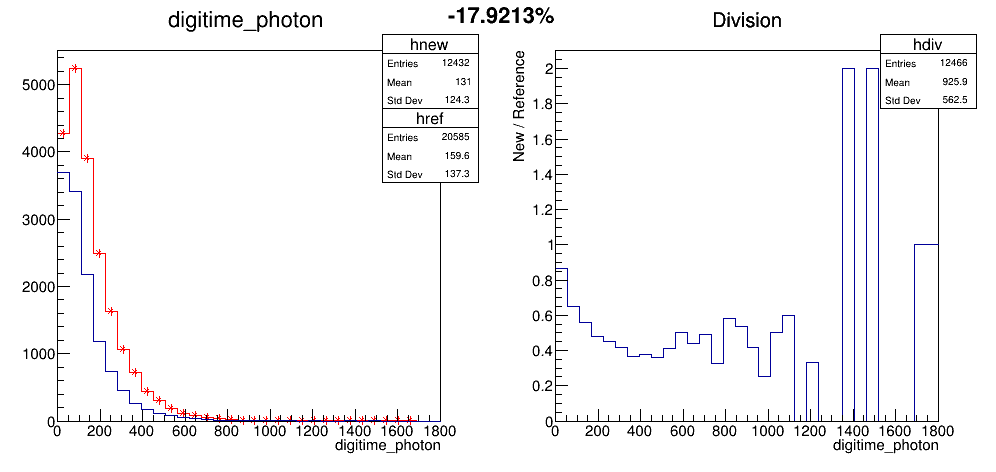 -17.9213%
digitime_photon
hnew
Entries 12432
Mean 131
Std Dev 124.3
href
Entries 20585
Mean 159.6
Std Dev 137.3
5000
4000
3000
2000
1000
0
0 200 400 600 800 1000 1200 1400 1600 1800
digitime_photon
Division
hdiv
Entries 12466
Mean 925.9
Std Dev 562.5
New / Reference
2
1.8
1.6
1.4
1.2
1
0.8
0.6
0.4
0.2
0
0 200 400 600 800 1000 1200 1400 1600 1800
digitime_photon